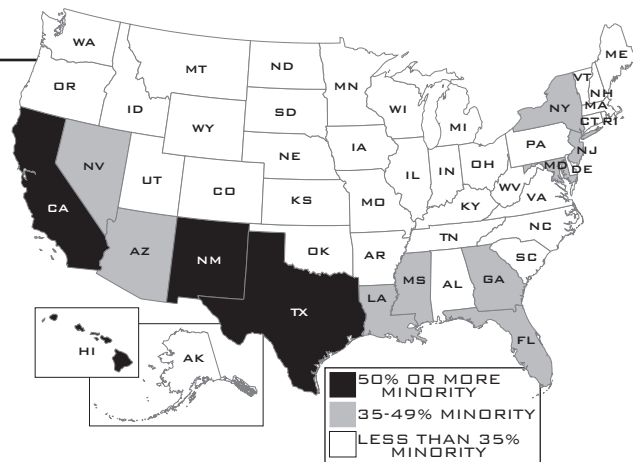 WA
MT
ND
MN
ME
VT
NH
OR
ID
SD
WI
MI
NY
MA
CT RI
WY
IA
PA
NJ
NV
NE
IL
IN
OH
MD
DE
UT
CO
KS
MO
WV
VA
KY
CA
AZ
NM
OK
AR
TN
NC
SC
TX
LA
MS
AL
GA
FL
HI
AK
50% OR MORE
MINORITY
35-49% MINORITY
LESS THAN 35%
MINORITY